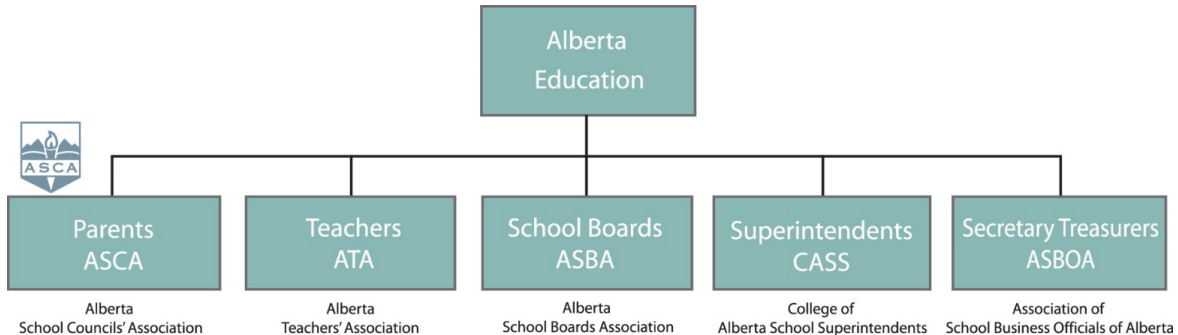 Alberta
Education
ASCA
Parents
ASCA
Teachers
ATA
School Boards
ASBA
Superintendents
CASS
Secretary Treasurers
ASBOA
Alberta
School Councils' Association
Alberta
Teachers' Association
Alberta
School Boards Association
College of
Alberta School Superintendents
Association of
School Business Officials of Alberta